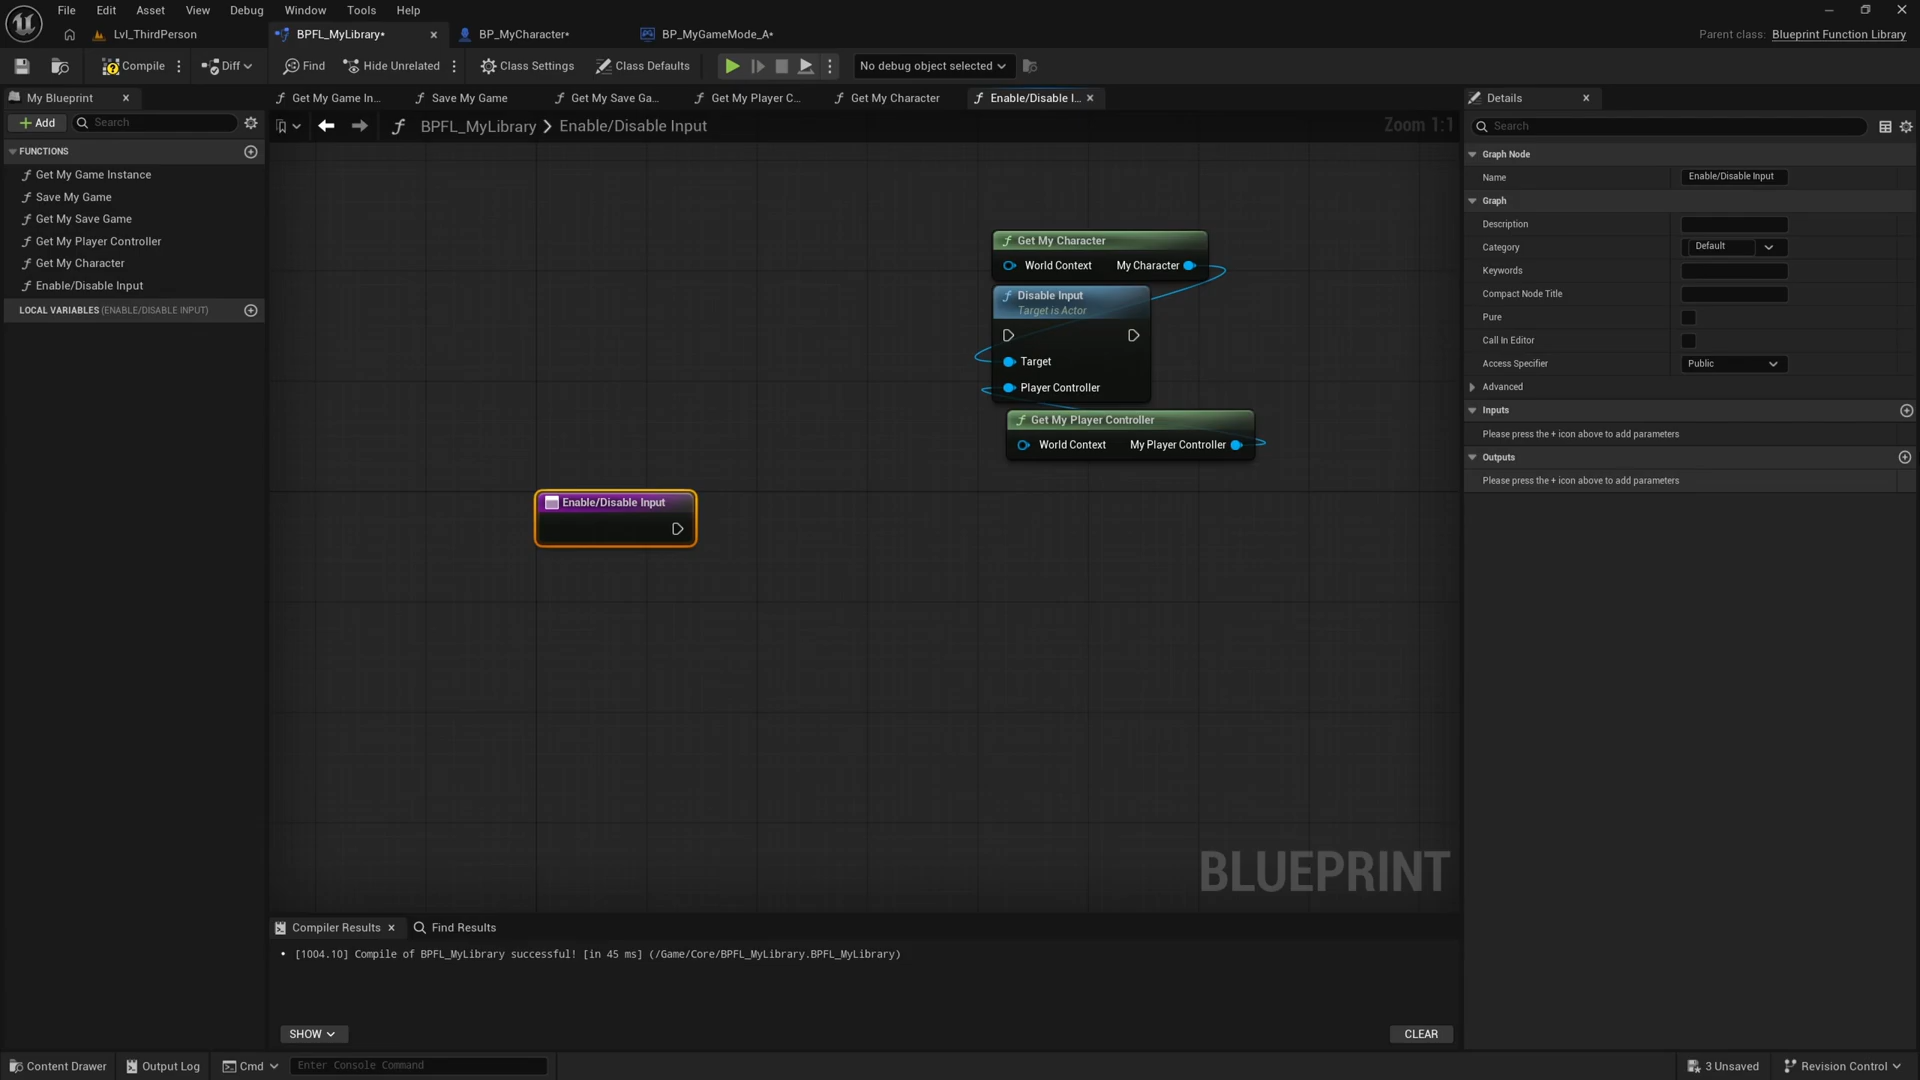 File Edit Asset View Debug Window Tools Help
Lvl_ThirdPerson
BPFL_MyLibrary*
BP_MyCharacter*
BP_MyGameMode_A*
Parent class: Blueprint Function Library
Compile
Diff
Find
Hide Unrelated
Class Settings
Class Defaults
No debug object selected
My Blueprint
Add
Search
FUNCTIONS
Get My Game Instance
Save My Game
Get My Save Game
Get My Player Controller
Get My Character
Enable/Disable Input
LOCAL VARIABLES (ENABLE/DISABLE INPUT)
Get My Game In...
Save My Game
Get My Save Ga...
Get My Player C...
Get My Character
Enable/Disable I...
BPFL_MyLibrary > Enable/Disable Input
Zoom 1:1
Get My Character
World Context My Character
Disable Input
Target is Actor
Target
Player Controller
Get My Player Controller
World Context My Player Controller
Enable/Disable Input
BLUEPRINT
Compiler Results
Find Results
• [1004.10] Compile of BPFL_MyLibrary successful! [in 45 ms] (/Game/Core/BPFL_MyLibrary.BPFL_MyLibrary)
SHOW
CLEAR
Details
Search
Graph Node
Name Enable/Disable Input
Graph
Description
Category Default
Keywords
Compact Node Title
Pure
Call In Editor
Access Specifier Public
Advanced
Inputs
Please press the + icon above to add parameters
Outputs
Please press the + icon above to add parameters
Content Drawer
Output Log
Cmd
Enter Console Command
3 Unsaved
Revision Control